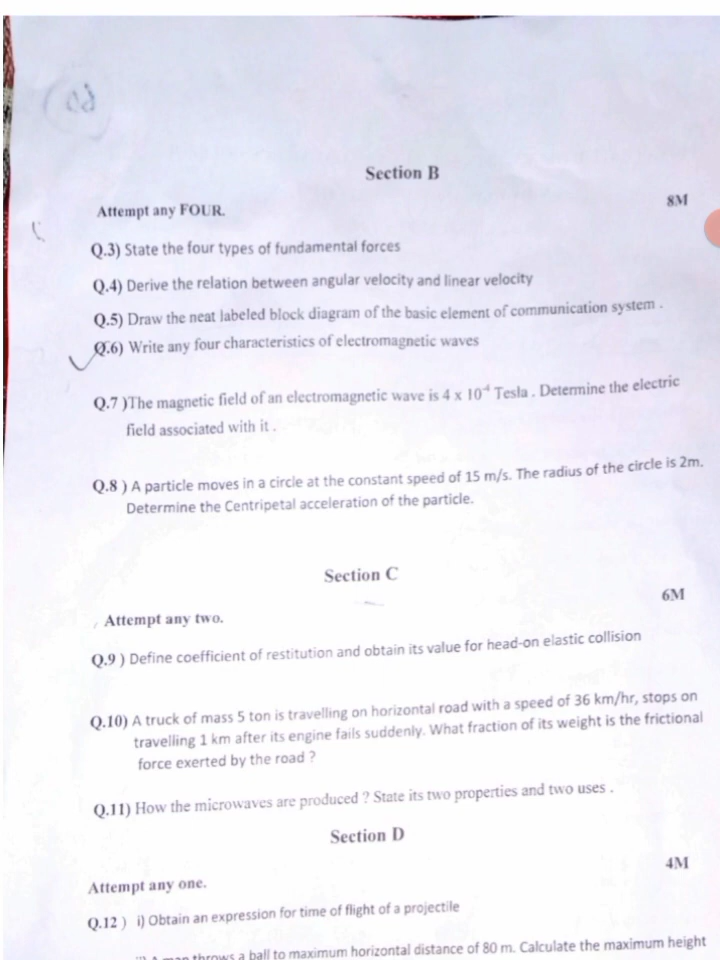 Section B
8M
Attempt any FOUR.
Q.3) State the four types of fundamental forces
Q.4) Derive the relation between angular velocity and linear velocity
Q.5) Draw the neat labeled block diagram of the basic element of communication system .
Q.6) Write any four characteristics of electromagnetic waves
Q.7 )The magnetic field of an electromagnetic wave is 4 x 10⁻⁴ Tesla . Determine the electric
field associated with it .
Q.8 ) A particle moves in a circle at the constant speed of 15 m/s. The radius of the circle is 2m.
Determine the Centripetal acceleration of the particle.
Section C
6M
Attempt any two.
Q.9 ) Define coefficient of restitution and obtain its value for head-on elastic collision
Q.10) A truck of mass 5 ton is travelling on horizontal road with a speed of 36 km/hr, stops on
travelling 1 km after its engine fails suddenly. What fraction of its weight is the frictional
force exerted by the road ?
Q.11) How the microwaves are produced ? State its two properties and two uses .
Section D
4M
Attempt any one.
Q.12 ) i) Obtain an expression for time of flight of a projectile
A man throws a ball to maximum horizontal distance of 80 m. Calculate the maximum height